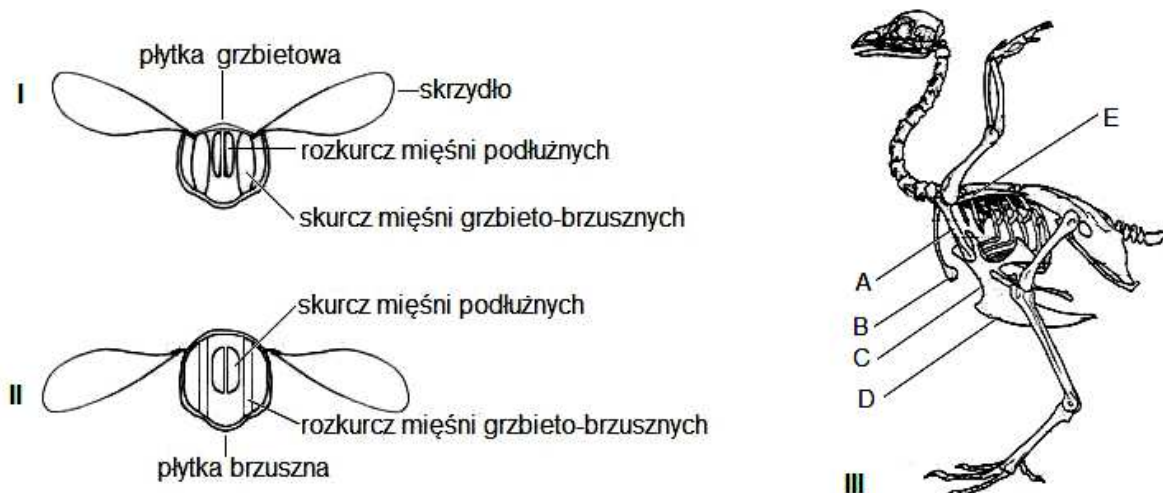 płytka grzbietowa
I
skrzydło
rozkurcz mięśni podłużnych
skurcz mięśni grzbieto-brzusznych
skurcz mięśni podłużnych
II
rozkurcz mięśni grzbieto-brzusznych
płytka brzuszna
E
A
B
C
D
III